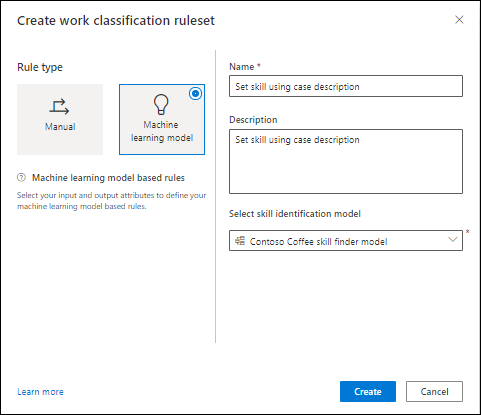 Create work classification ruleset
Rule type
Manual
Machine
learning model
Machine learning model based rules
Select your input and output attributes to define your
machine learning model based rules.
Name *
Set skill using case description
Description
Set skill using case description
Select skill identification model
Contoso Coffee skill finder model
*
Learn more
Create
Cancel